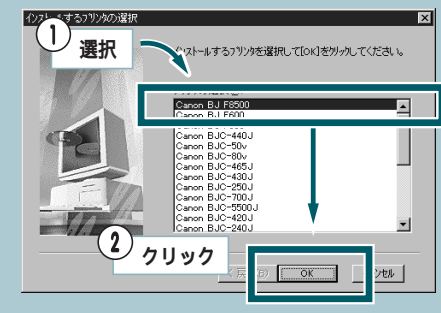 インストールするプリンタの選択
1
選択
インストールするプリンタを選択して[OK]をクリックしてください。
Canon BJ F8500
Canon BJ F600
Canon BJC-440J
Canon BJC-50v
Canon BJC-80v
Canon BJC-465J
Canon BJC-430J
Canon BJC-250J
Canon BJC-700J
Canon BJC-5500J
Canon BJC-420J
Canon BJC-240J
2
クリック
OK